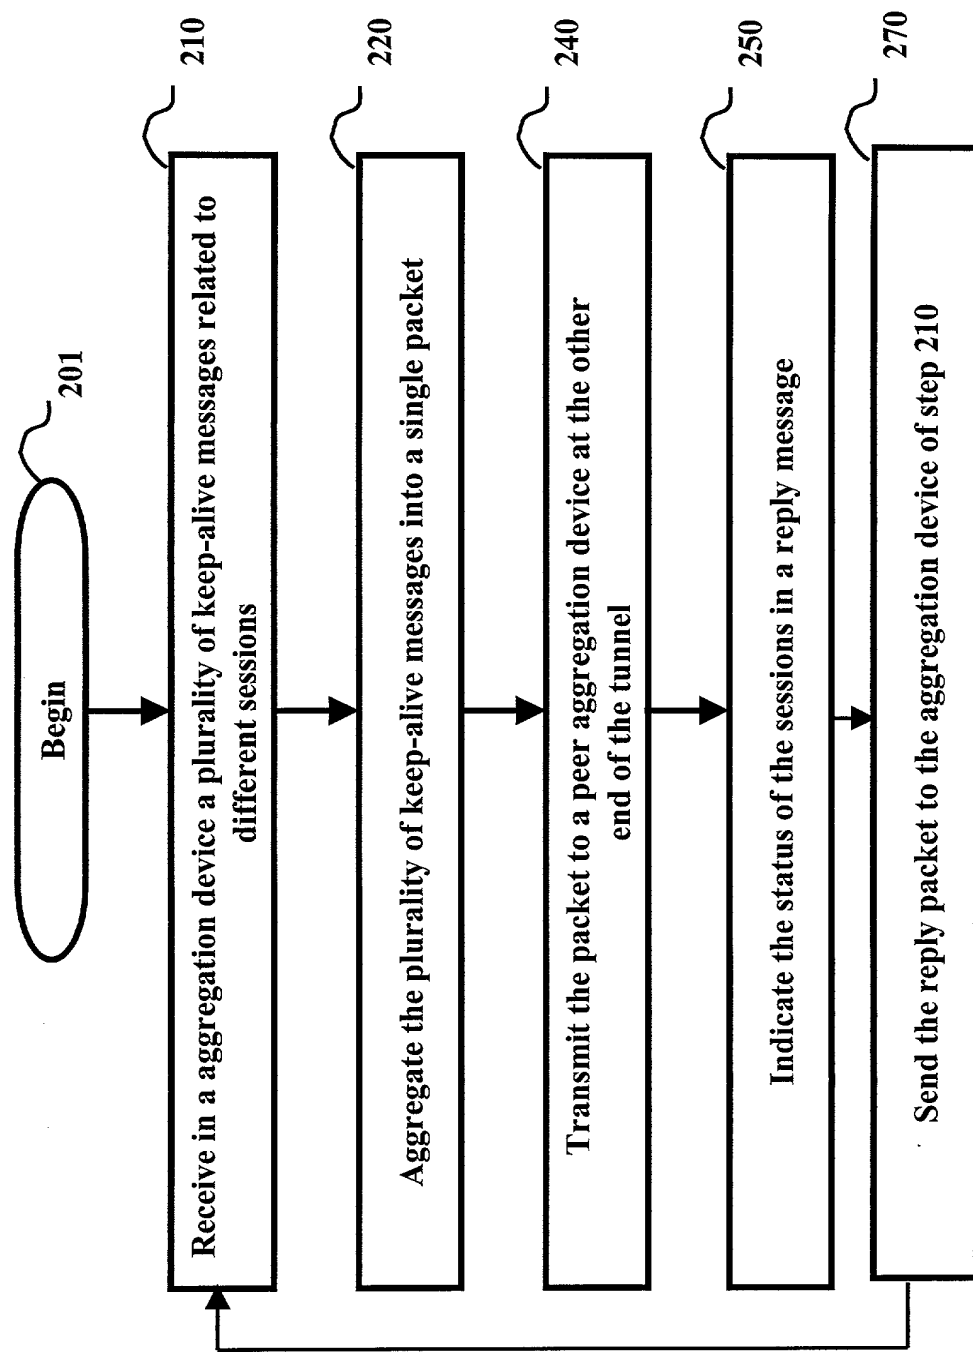 Begin
201
Receive in a aggregation device a plurality of keep-alive messages related to
different sessions
210
Aggregate the plurality of keep-alive messages into a single packet
220
Transmit the packet to a peer aggregation device at the other
end of the tunnel
240
Indicate the status of the sessions in a reply message
250
Send the reply packet to the aggregation device of step 210
270